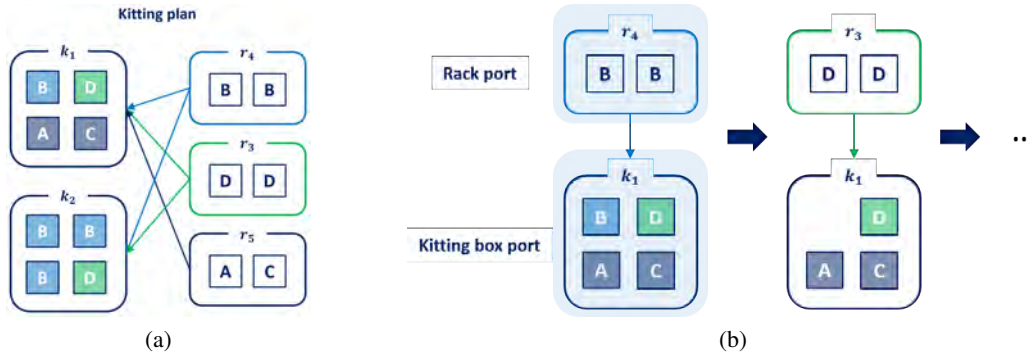 Kitting plan
k₁
B D
A C
k₂
B B
B D
r₄
B B
r₃
D D
r₅
A C
(a)
Rack port
Kitting box port
r₄
B B
k₁
B D
A C
r₃
D D
k₁
D
A C
..
(b)